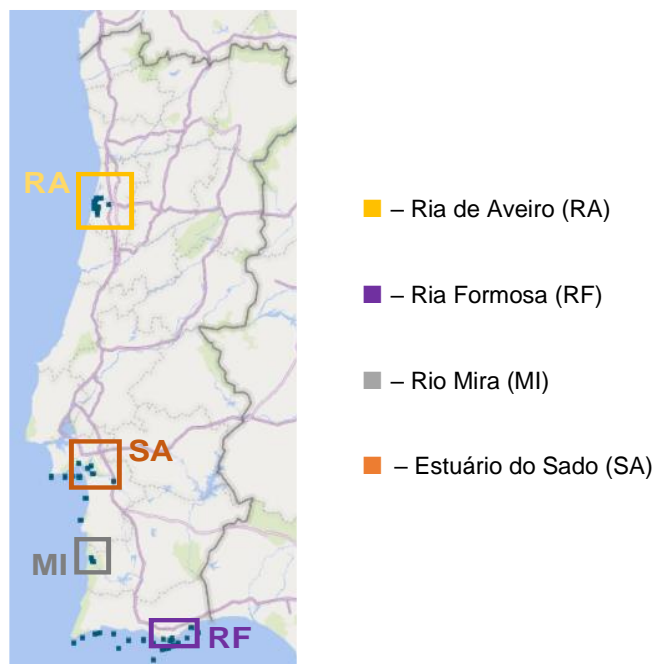 RA
SA
MI
RF
– Ria de Aveiro (RA)
– Ria Formosa (RF)
– Rio Mira (MI)
– Estuário do Sado (SA)